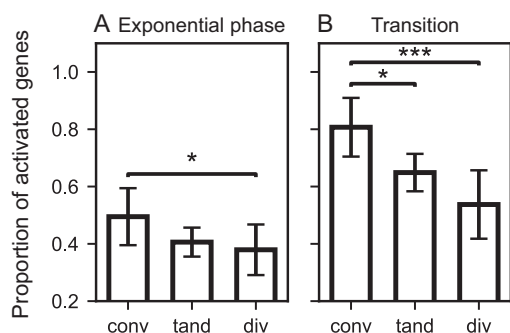 A Exponential phase
B Transition
Proportion of activated genes
1.0
0.8
0.6
0.4
0.2
*
***
*
conv tand div
conv tand div